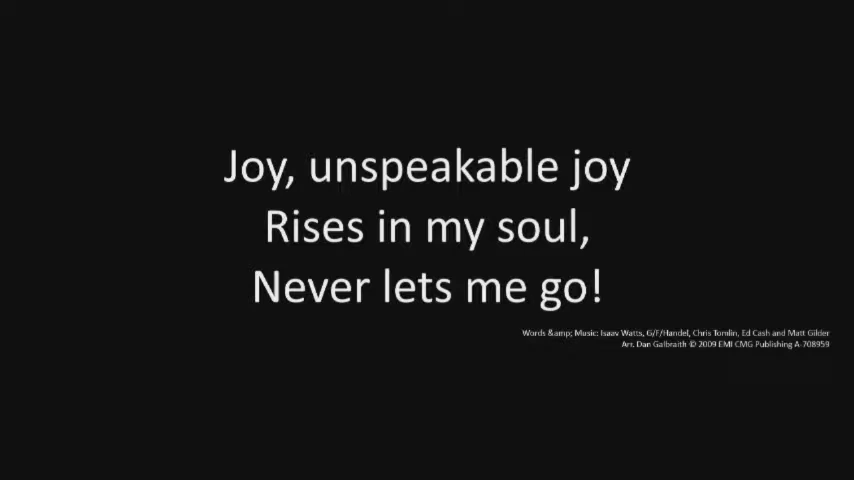 Joy, unspeakable joy
Rises in my soul,
Never lets me go!
Words &amp; Music: Isaav Watts, G/F/Handel, Chris Tomlin, Ed Cash and Matt Gilder
Arr. Dan Galbraith © 2009 EMI CMG Publishing A-708959